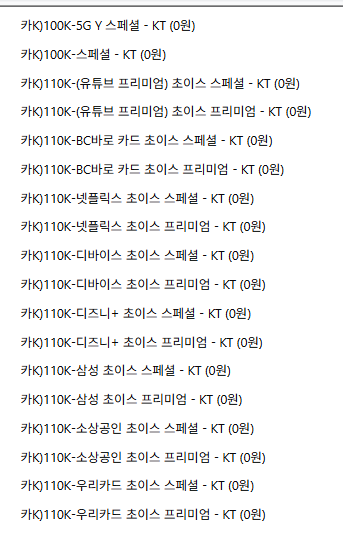 카K)100K-5G Y 스페셜 - KT (0원)
카K)100K-스페셜 - KT (0원)
카K)110K-(유튜브 프리미엄) 초이스 스페셜 - KT (0원)
카K)110K-(유튜브 프리미엄) 초이스 프리미엄 - KT (0원)
카K)110K-BC바로 카드 초이스 스페셜 - KT (0원)
카K)110K-BC바로 카드 초이스 프리미엄 - KT (0원)
카K)110K-넷플릭스 초이스 스페셜 - KT (0원)
카K)110K-넷플릭스 초이스 프리미엄 - KT (0원)
카K)110K-디바이스 초이스 스페셜 - KT (0원)
카K)110K-디바이스 초이스 프리미엄 - KT (0원)
카K)110K-디즈니+ 초이스 스페셜 - KT (0원)
카K)110K-디즈니+ 초이스 프리미엄 - KT (0원)
카K)110K-삼성 초이스 스페셜 - KT (0원)
카K)110K-삼성 초이스 프리미엄 - KT (0원)
카K)110K-소상공인 초이스 스페셜 - KT (0원)
카K)110K-소상공인 초이스 프리미엄 - KT (0원)
카K)110K-우리카드 초이스 스페셜 - KT (0원)
카K)110K-우리카드 초이스 프리미엄 - KT (0원)